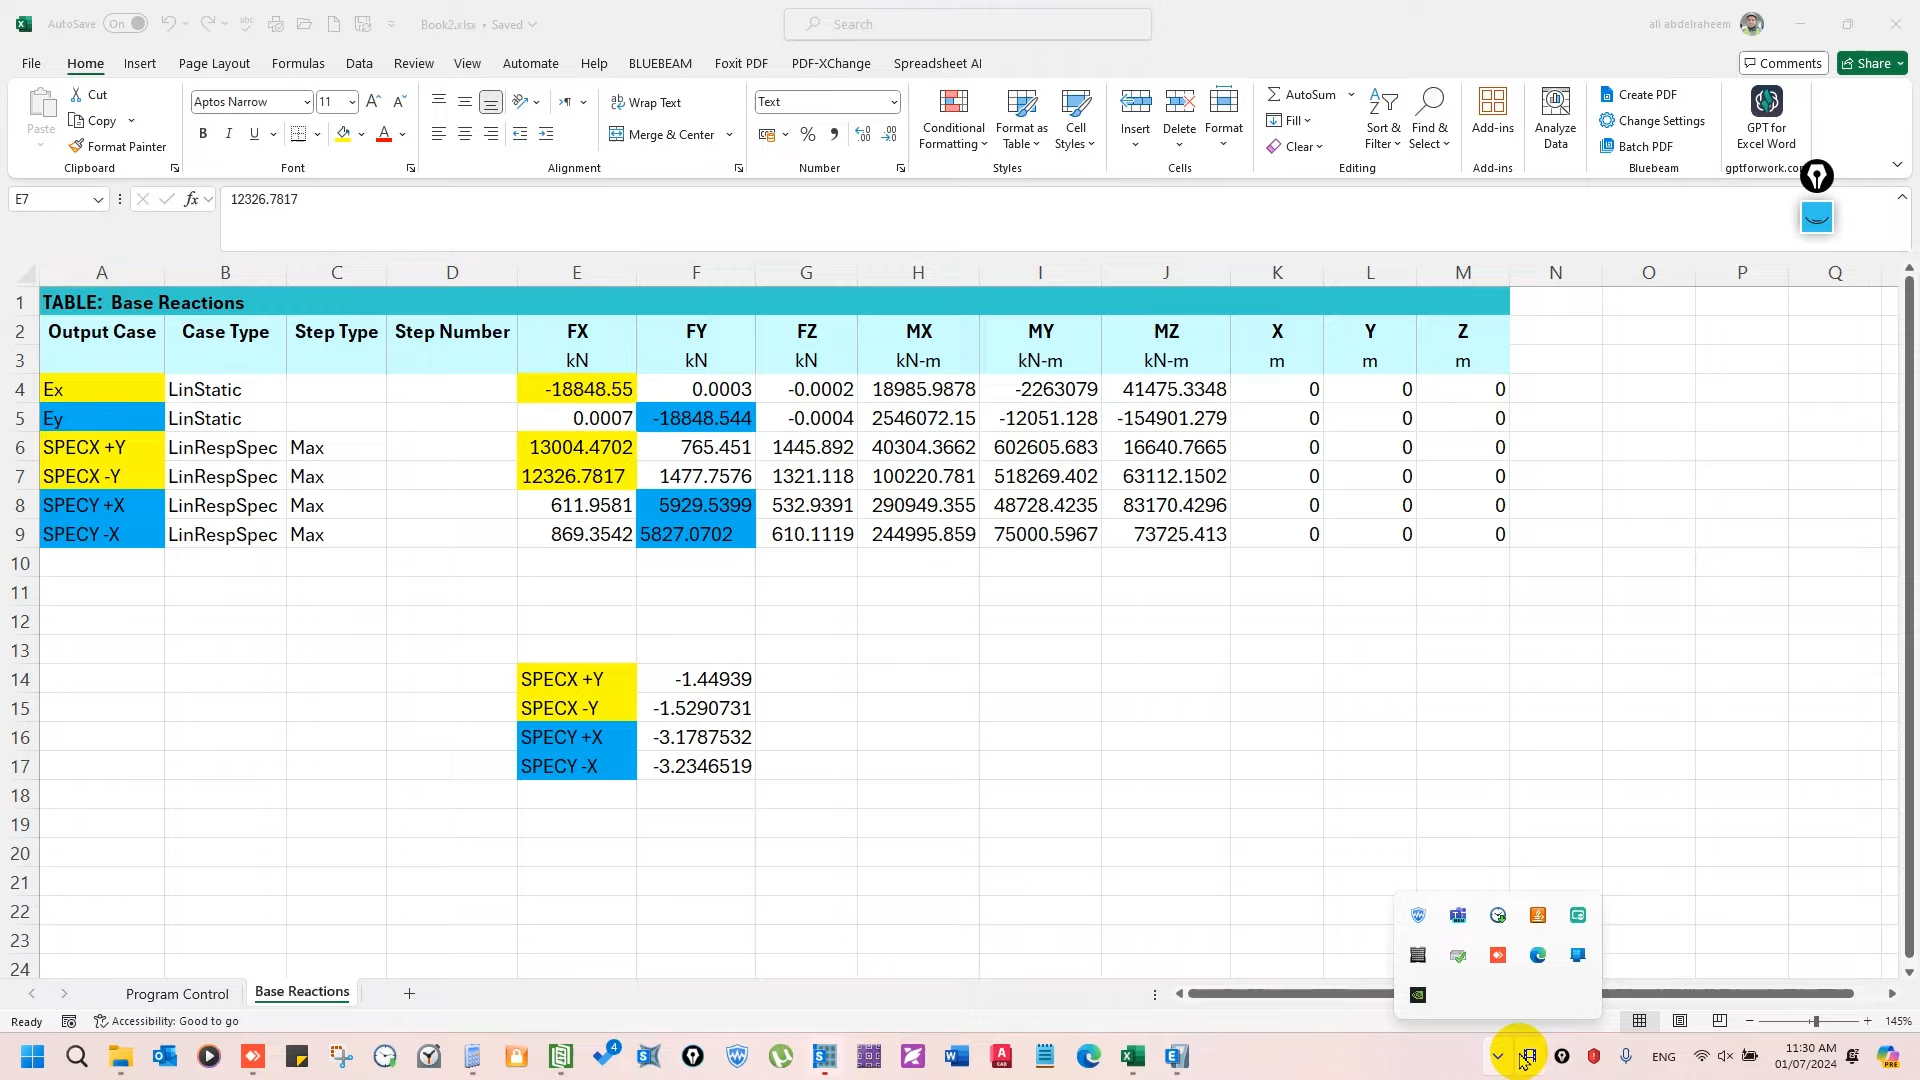 AutoSave On Book2.xlsx • Saved Search ali abdelraheem
File Home Insert Page Layout Formulas Data Review View Automate Help BLUEBEAM Foxit PDF PDF-XChange Spreadsheet AI Comments Share
Paste
Cut
Copy
Format Painter
Clipboard
Aptos Narrow 11
B I U
Font
Wrap Text
Merge & Center
Alignment
Text
Number
Conditional Formatting
Format as Table
Cell Styles
Styles
Insert Delete Format
Cells
AutoSum
Fill
Clear
Sort & Filter
Find & Select
Editing
Add-ins
Add-ins
Analyze Data
Create PDF
Change Settings
Batch PDF
Bluebeam
GPT for Excel Word
gptforwork.com
E7 fx 12326.7817
A B C D E F G H I J K L M N O P Q
1 TABLE: Base Reactions
2 Output Case Case Type Step Type Step Number FX FY FZ MX MY MZ X Y Z
3 kN kN kN kN-m kN-m kN-m m m m
4 Ex LinStatic -18848.55 0.0003 -0.0002 18985.9878 -2263079 41475.3348 0 0 0
5 Ey LinStatic 0.0007 -18848.544 -0.0004 2546072.15 -12051.128 -154901.279 0 0 0
6 SPECX +Y LinRespSpec Max 13004.4702 765.451 1445.892 40304.3662 602605.683 16640.7665 0 0 0
7 SPECX -Y LinRespSpec Max 12326.7817 1477.7576 1321.118 100220.781 518269.402 63112.1502 0 0 0
8 SPECY +X LinRespSpec Max 611.9581 5929.5399 532.9391 290949.355 48728.4235 83170.4296 0 0 0
9 SPECY -X LinRespSpec Max 869.3542 5827.0702 610.1119 244995.859 75000.5967 73725.413 0 0 0
10
11
12
13
14 SPECX +Y -1.44939
15 SPECX -Y -1.5290731
16 SPECY +X -3.1787532
17 SPECY -X -3.2346519
18
19
20
21
22
23
24
Program Control Base Reactions
Ready Accessibility: Good to go 145%
4 ENG 11:30 AM
01/07/2024